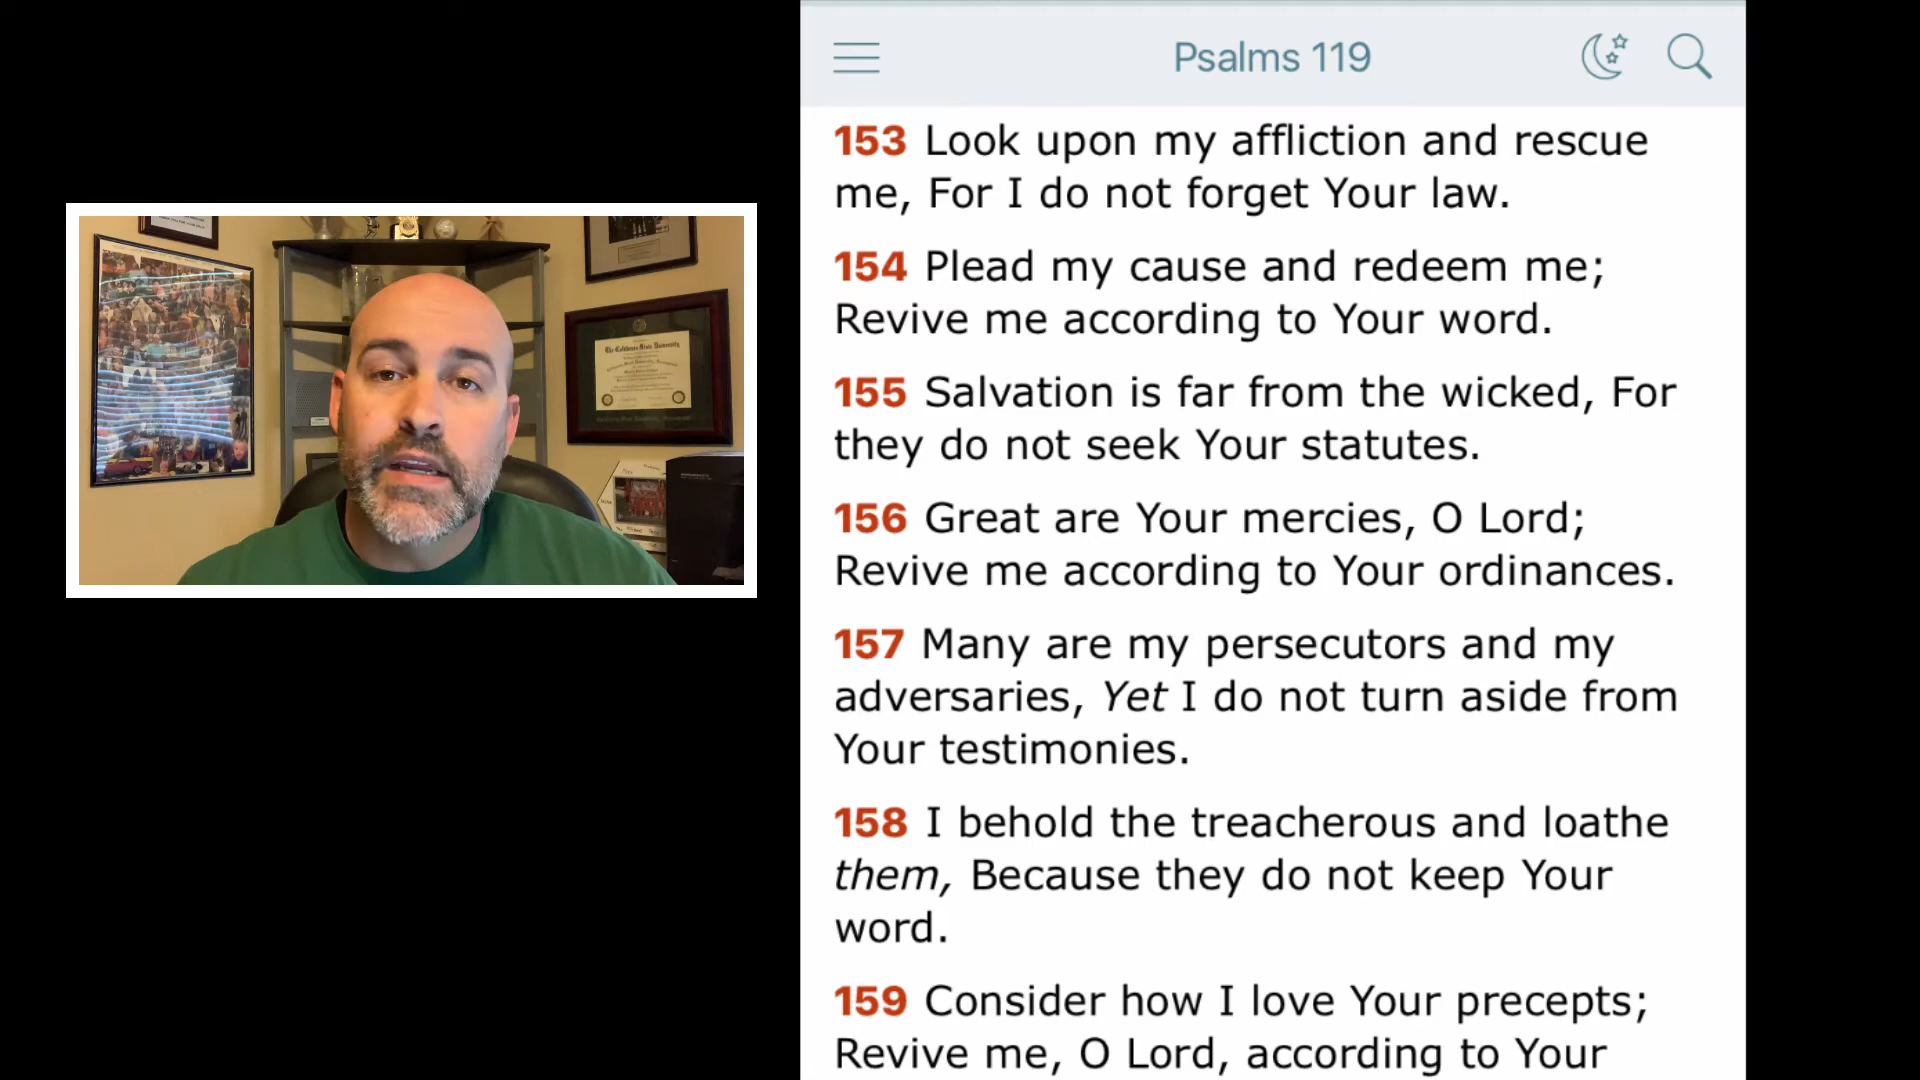 Psalms 119
153 Look upon my affliction and rescue
me, For I do not forget Your law.
154 Plead my cause and redeem me;
Revive me according to Your word.
155 Salvation is far from the wicked, For
they do not seek Your statutes.
156 Great are Your mercies, O Lord;
Revive me according to Your ordinances.
157 Many are my persecutors and my
adversaries, Yet I do not turn aside from
Your testimonies.
158 I behold the treacherous and loathe
them, Because they do not keep Your
word.
159 Consider how I love Your precepts;
Revive me, O Lord, according to Your
The California State University